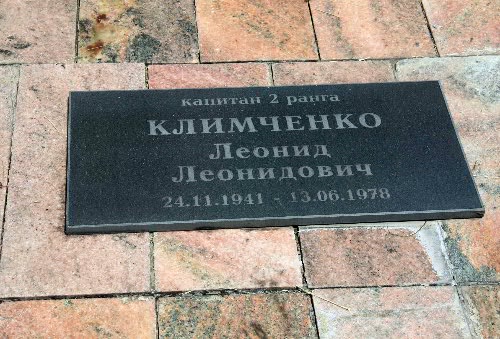 капитан 2 ранга
КЛИМЧЕНКО
Леонид
Леонидович
24.11.1941 - 13.06.1978